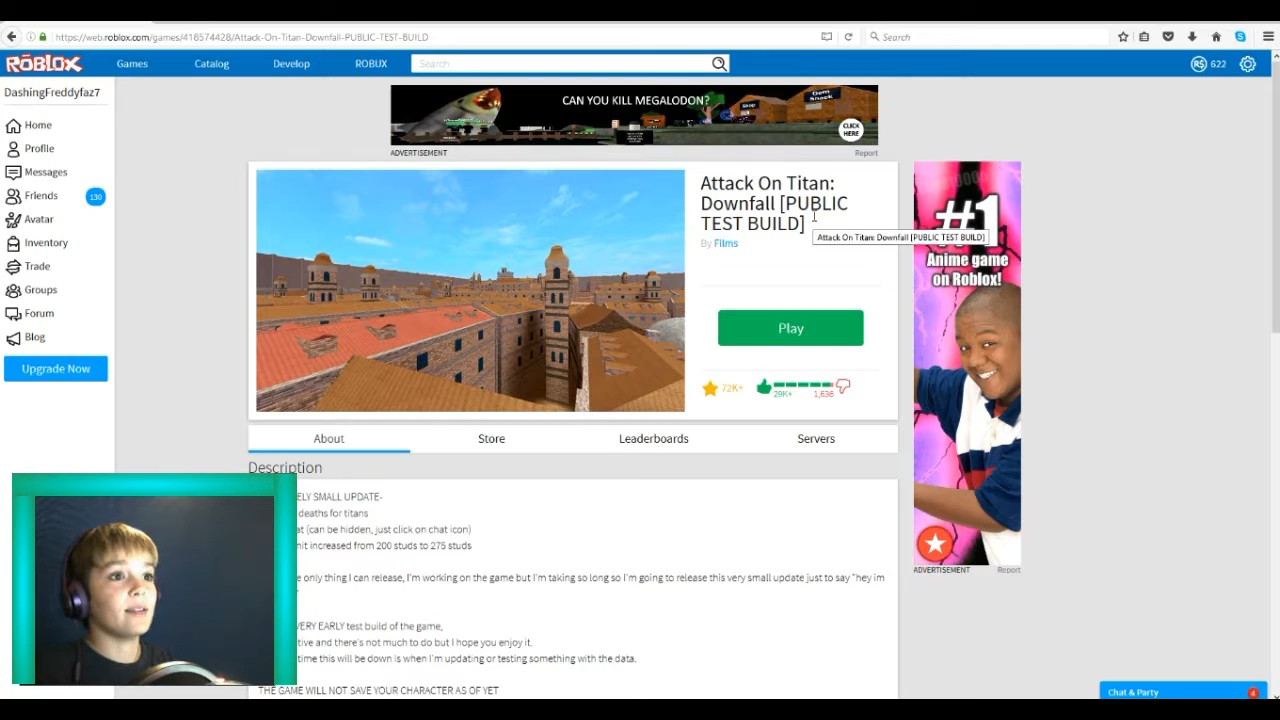 https://web.roblox.com/games/418574428/Attack-On-Titan-Downfall-PUBLIC-TEST-BUILD
Search
ROBLOX
Games
Catalog
Develop
ROBUX
Search
R$ 622
DashingFreddyfaz7
Home
Profile
Messages
Friends
130
Avatar
Inventory
Trade
Groups
Forum
Blog
Upgrade Now
CAN YOU KILL MEGALODON?
SHOP
CLICK
HERE
ADVERTISEMENT
Report
Attack On Titan:
Downfall [PUBLIC
TEST BUILD]
Attack On Titan: Downfall [PUBLIC TEST BUILD]
By Films
Play
72K+
29K+
1,636
#1
Anime game
on Roblox!
ADVERTISEMENT
Report
About
Store
Leaderboards
Servers
Description
ELY SMALL UPDATE-
deaths for titans
at (can be hidden, just click on chat icon)
nit increased from 200 studs to 275 studs
e only thing I can release, I'm working on the game but I'm taking so long so I'm going to release this very small update just to say "hey im
VERY EARLY test build of the game,
tive and there's not much to do but I hope you enjoy it.
time this will be down is when I'm updating or testing something with the data.
THE GAME WILL NOT SAVE YOUR CHARACTER AS OF YET
Chat & Party
4